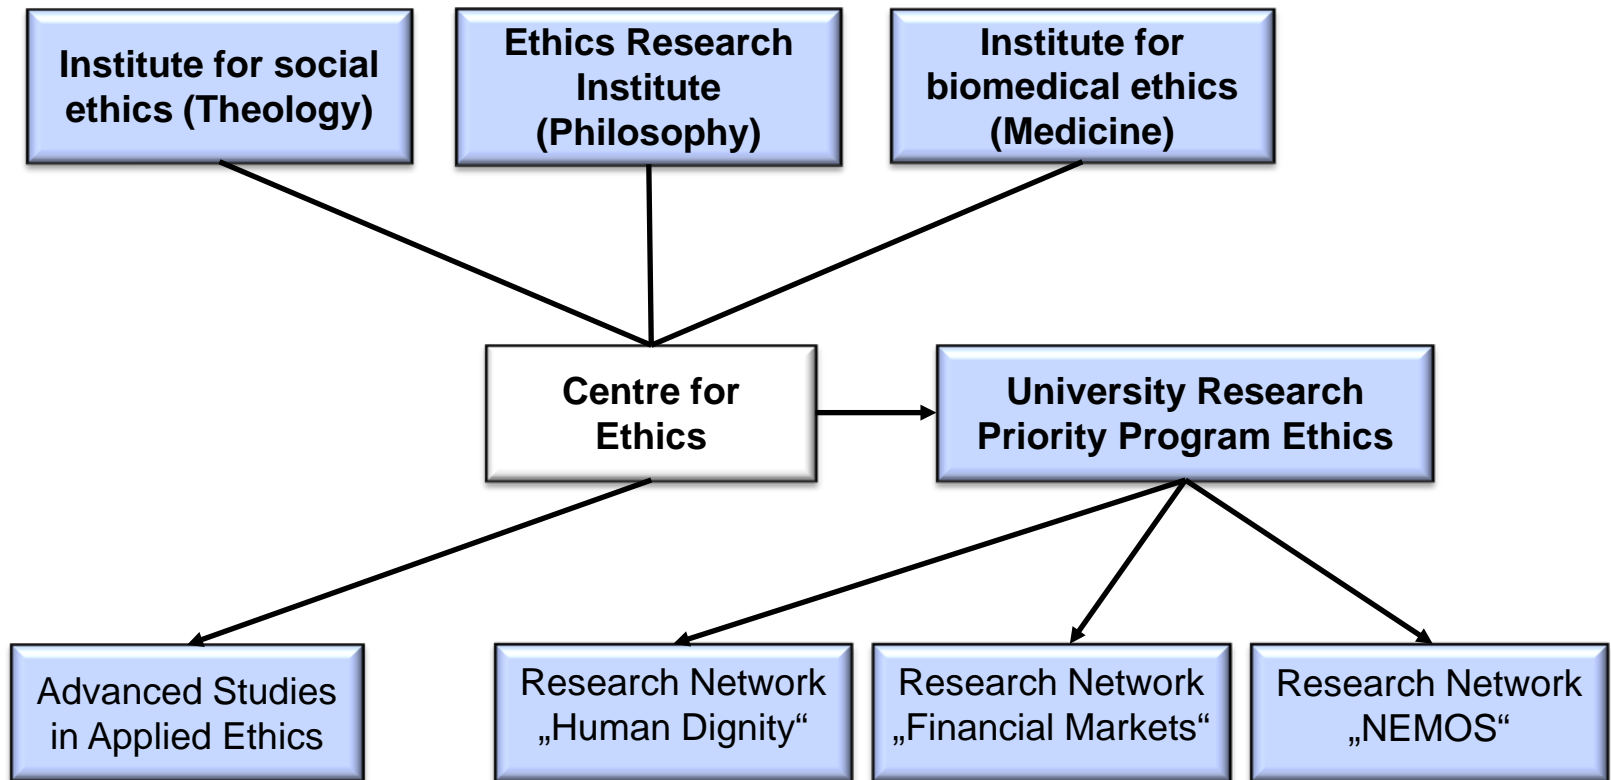 Institute for social
ethics (Theology)
Ethics Research
Institute
(Philosophy)
Institute for
biomedical ethics
(Medicine)
Centre for
Ethics
University Research
Priority Program Ethics
Advanced Studies
in Applied Ethics
Research Network
„Human Dignity“
Research Network
„Financial Markets“
Research Network
„NEMOS“